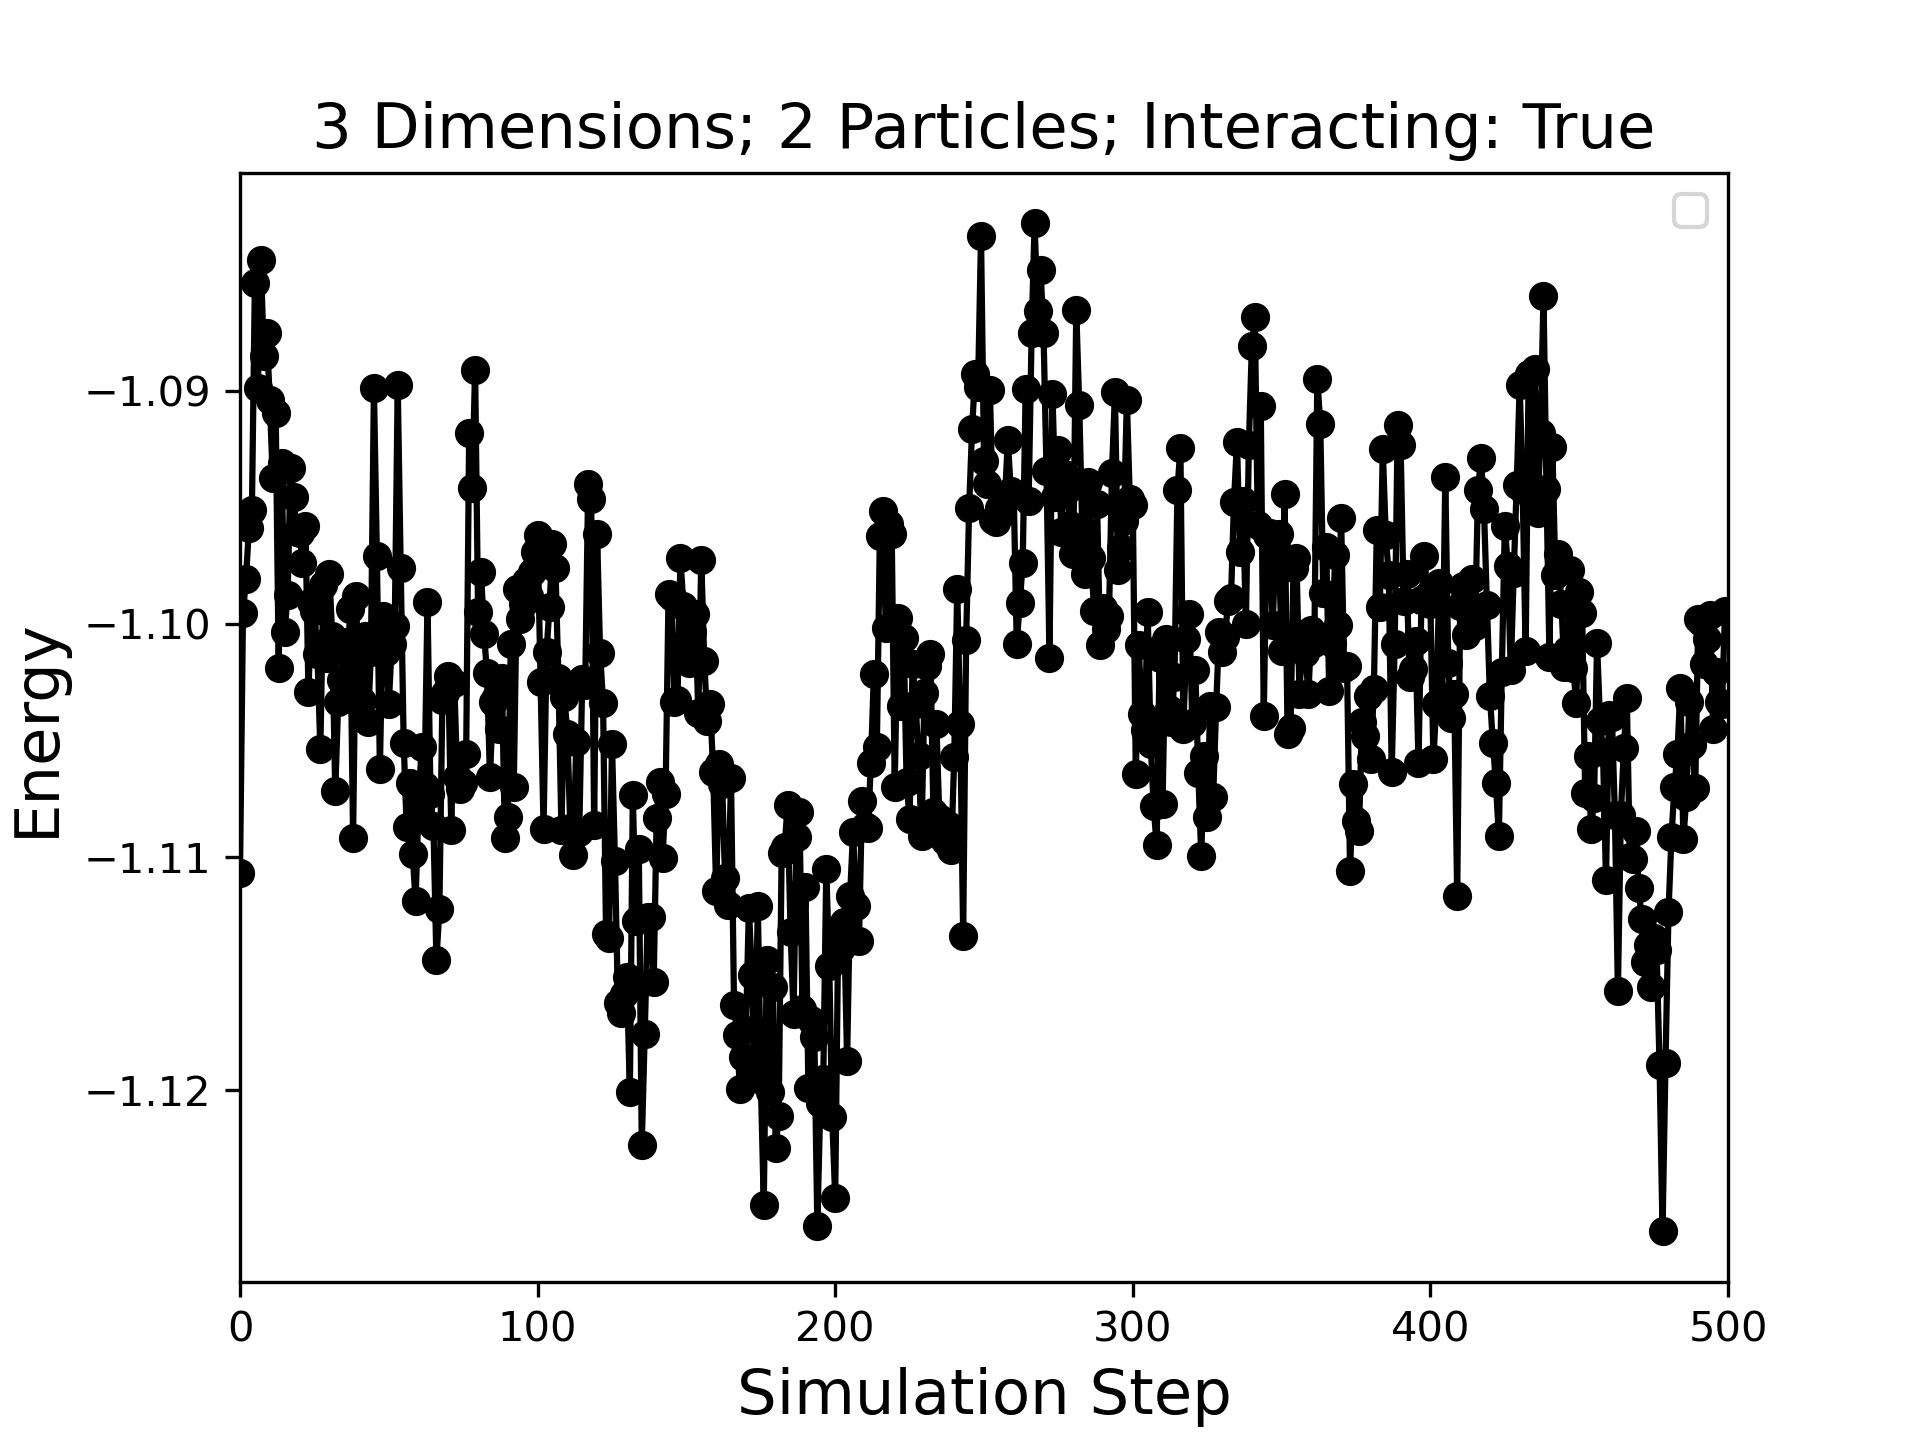 3 Dimensions; 2 Particles; Interacting: True
Energy
−1.09
−1.10
−1.11
−1.12
0 100 200 300 400 500
Simulation Step